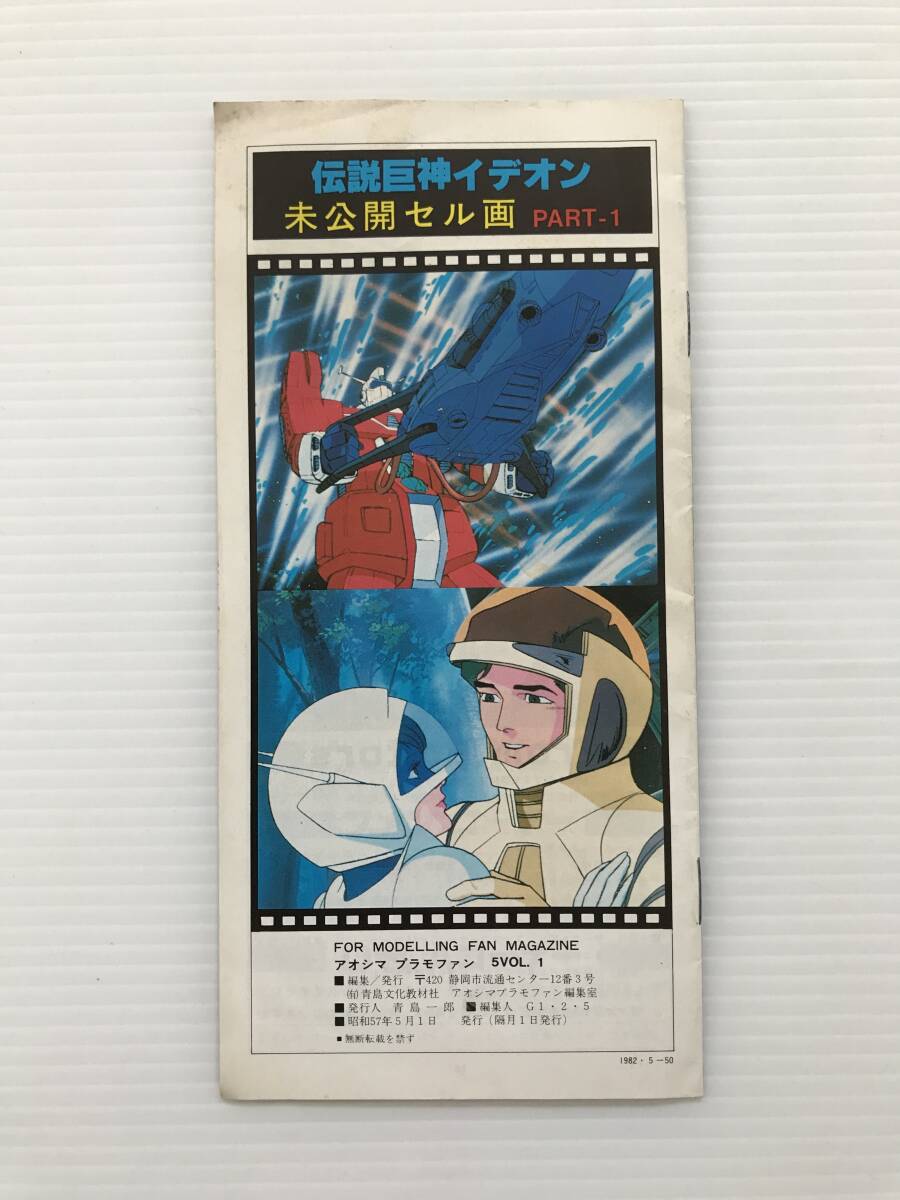 伝説巨神イデオン
未公開セル画 PART-1
FOR MODELLING FAN MAGAZINE
アオシマ プラモファン 5VOL. 1
■編集／発行 〒420 静岡市流通センター12番3号
㈲青島文化教材社 アオシマプラモファン編集室
■発行人 青島一郎 ■編集人 G1・2・5
■昭和57年5月1日 発行（隔月1日発行）
■無断転載を禁ず
1982・5－50